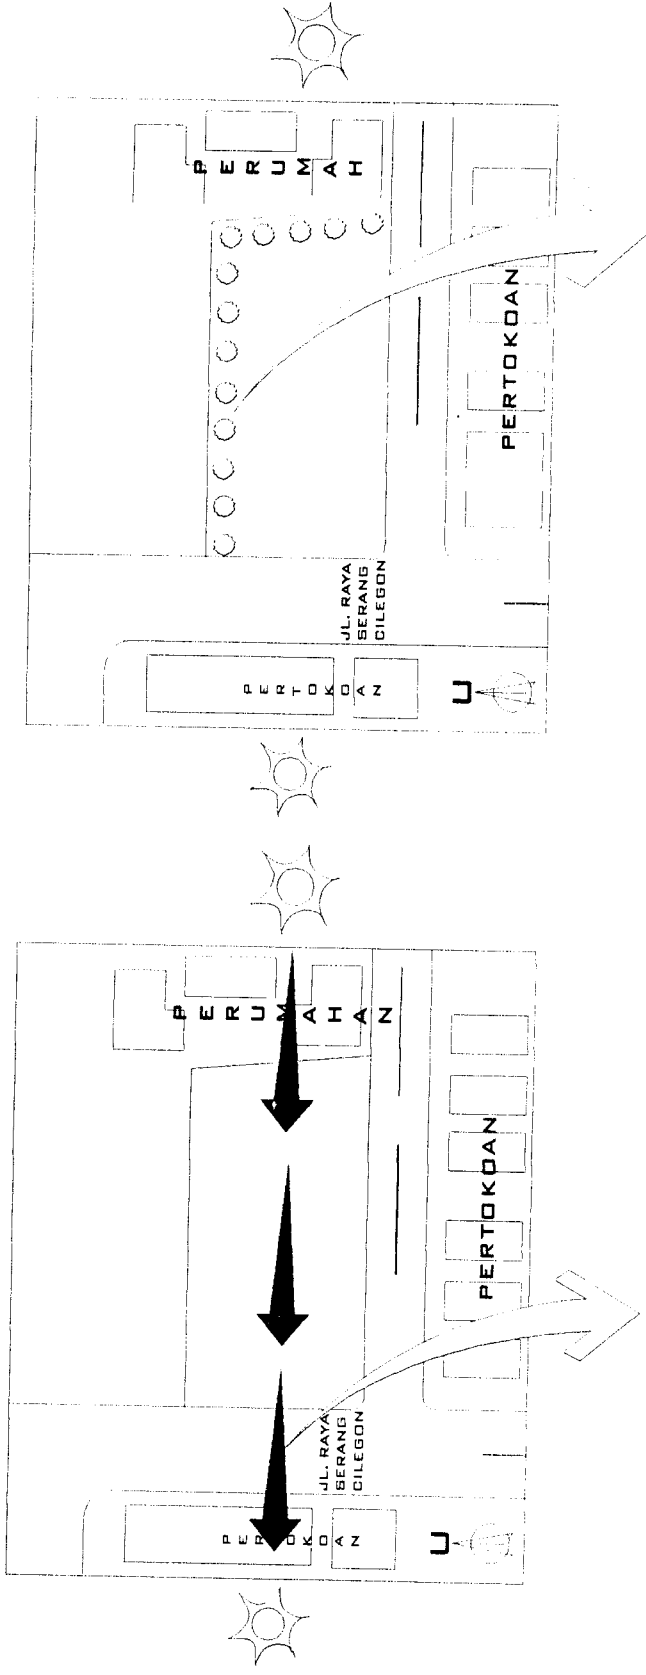 PERUMAH
PERTOKOAN
JL. RAYA
SERANG
CILEGON
PERTOKOAN
U
PERUMAHAN
PERTOKOAN
JL. RAYA
SERANG
CILEGON
PERTOKOAN
U